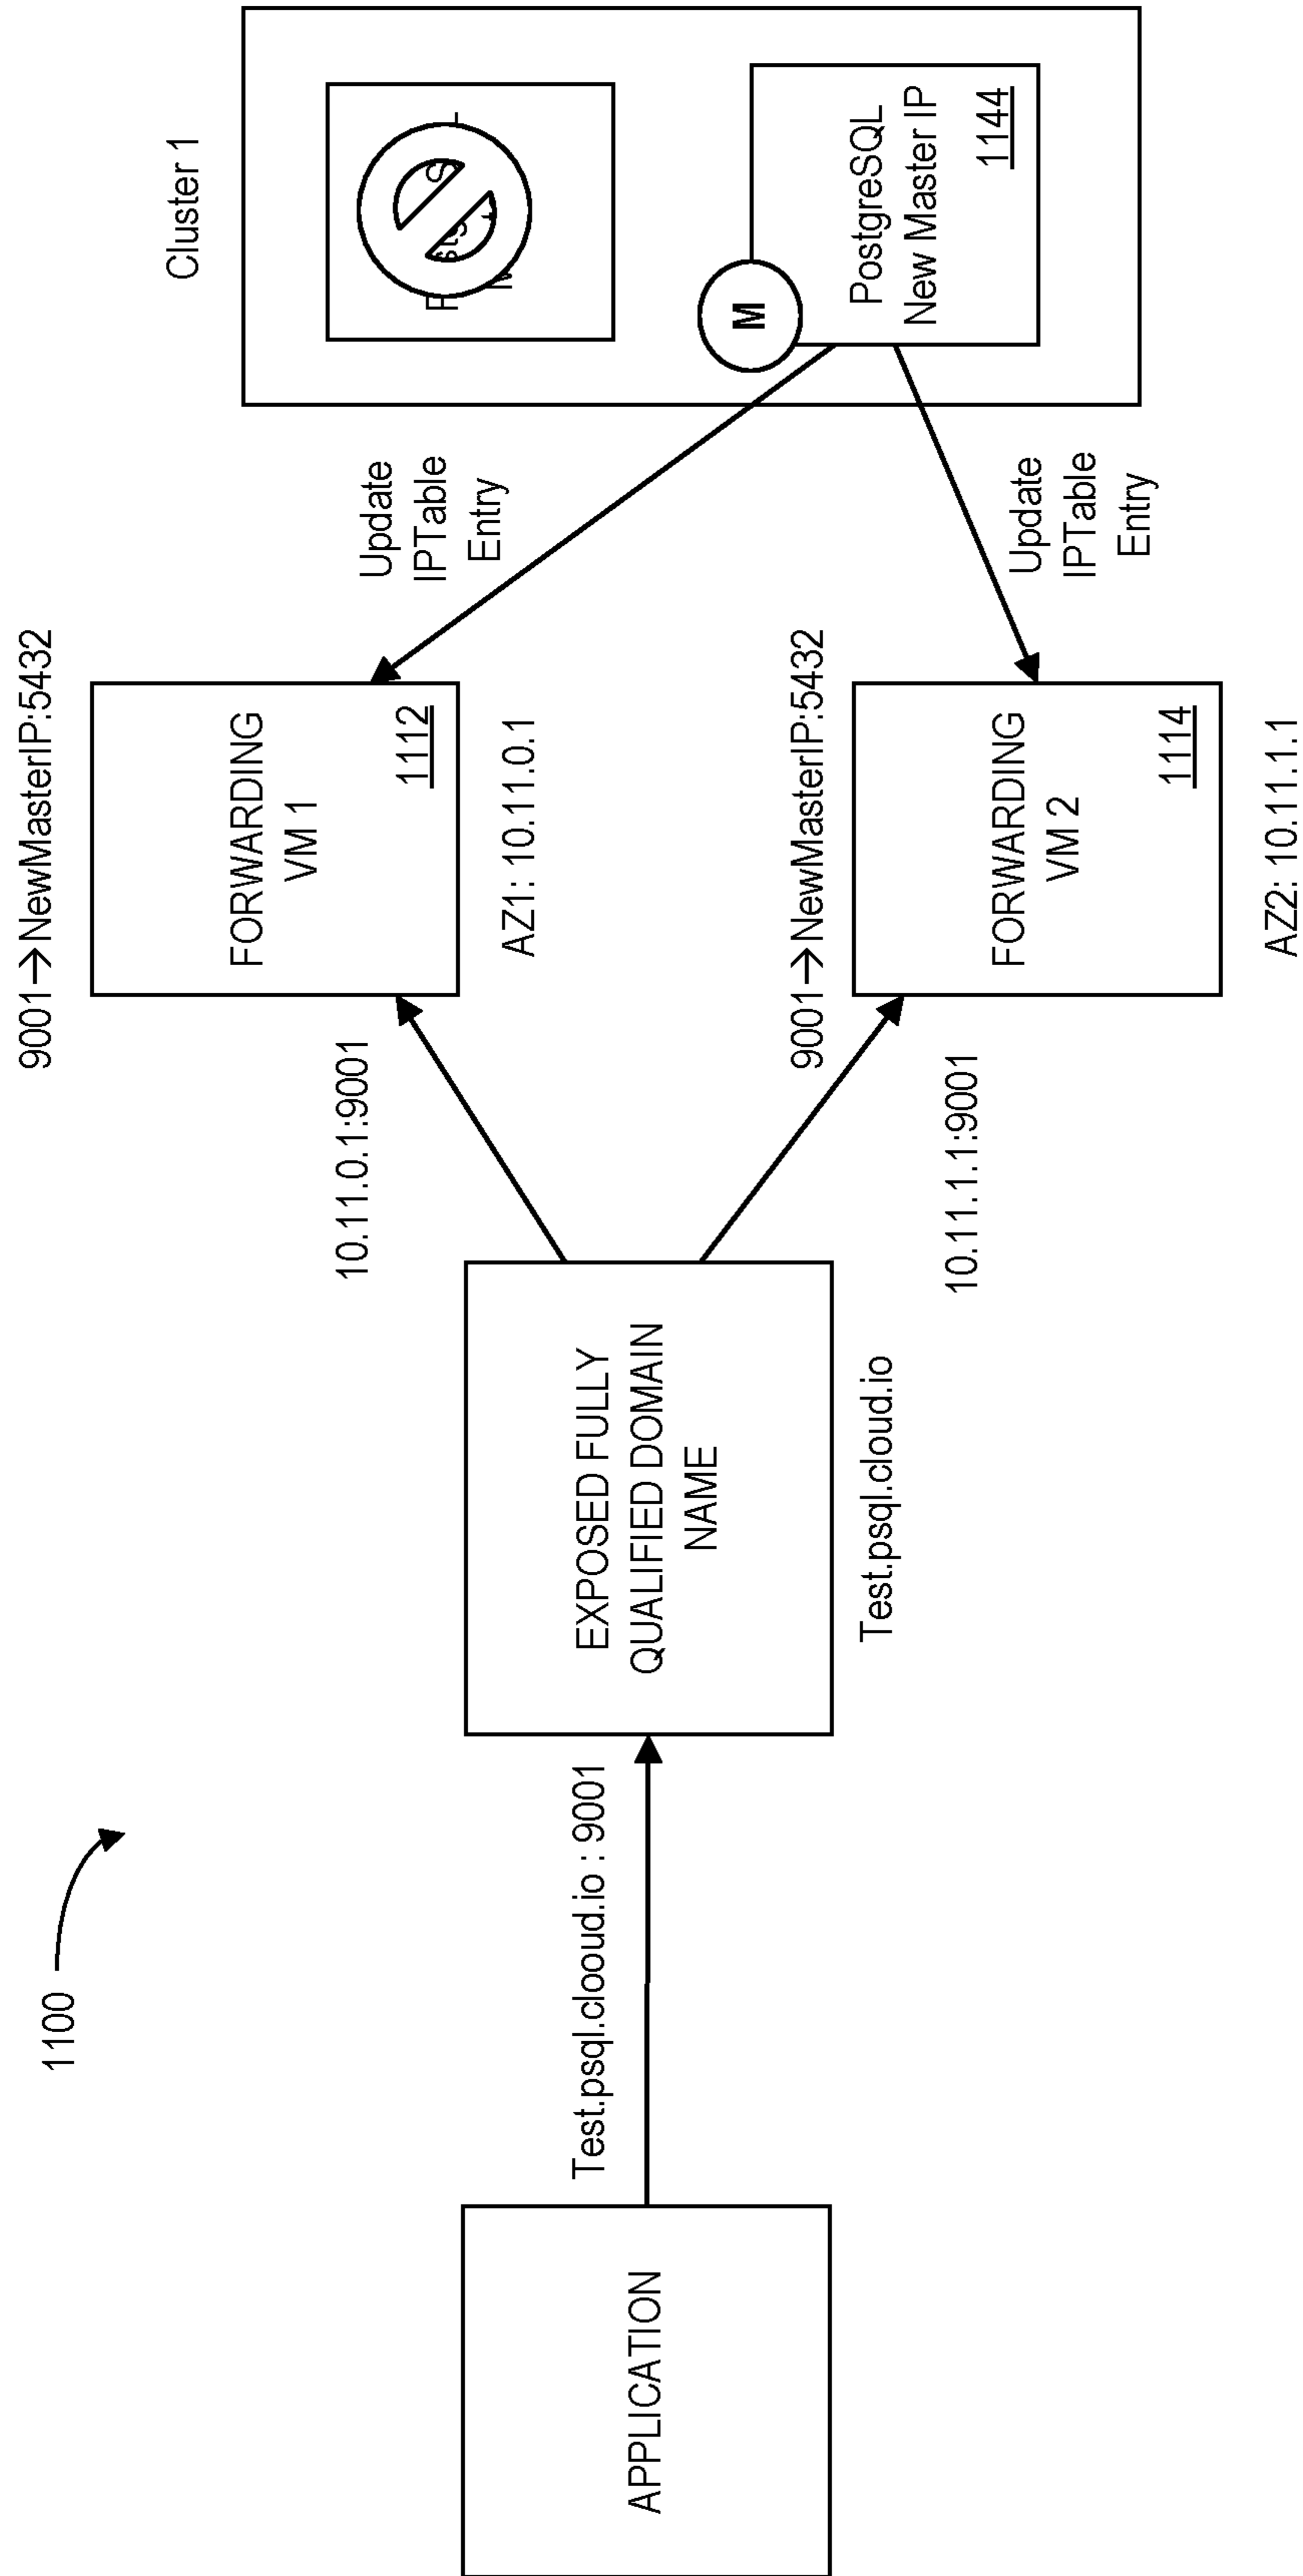 1100
APPLICATION
Test.psql.clooud.io : 9001
EXPOSED FULLY
QUALIFIED DOMAIN
NAME
Test.psql.cloud.io
10.11.0.1:9001
10.11.1.1:9001
9001→NewMasterIP:5432
FORWARDING
VM 1
1112
AZ1: 10.11.0.1
9001→NewMasterIP:5432
FORWARDING
VM 2
1114
AZ2: 10.11.1.1
Update
IPTable
Entry
Update
IPTable
Entry
Cluster 1
M
PostgreSQL
New Master IP
1144